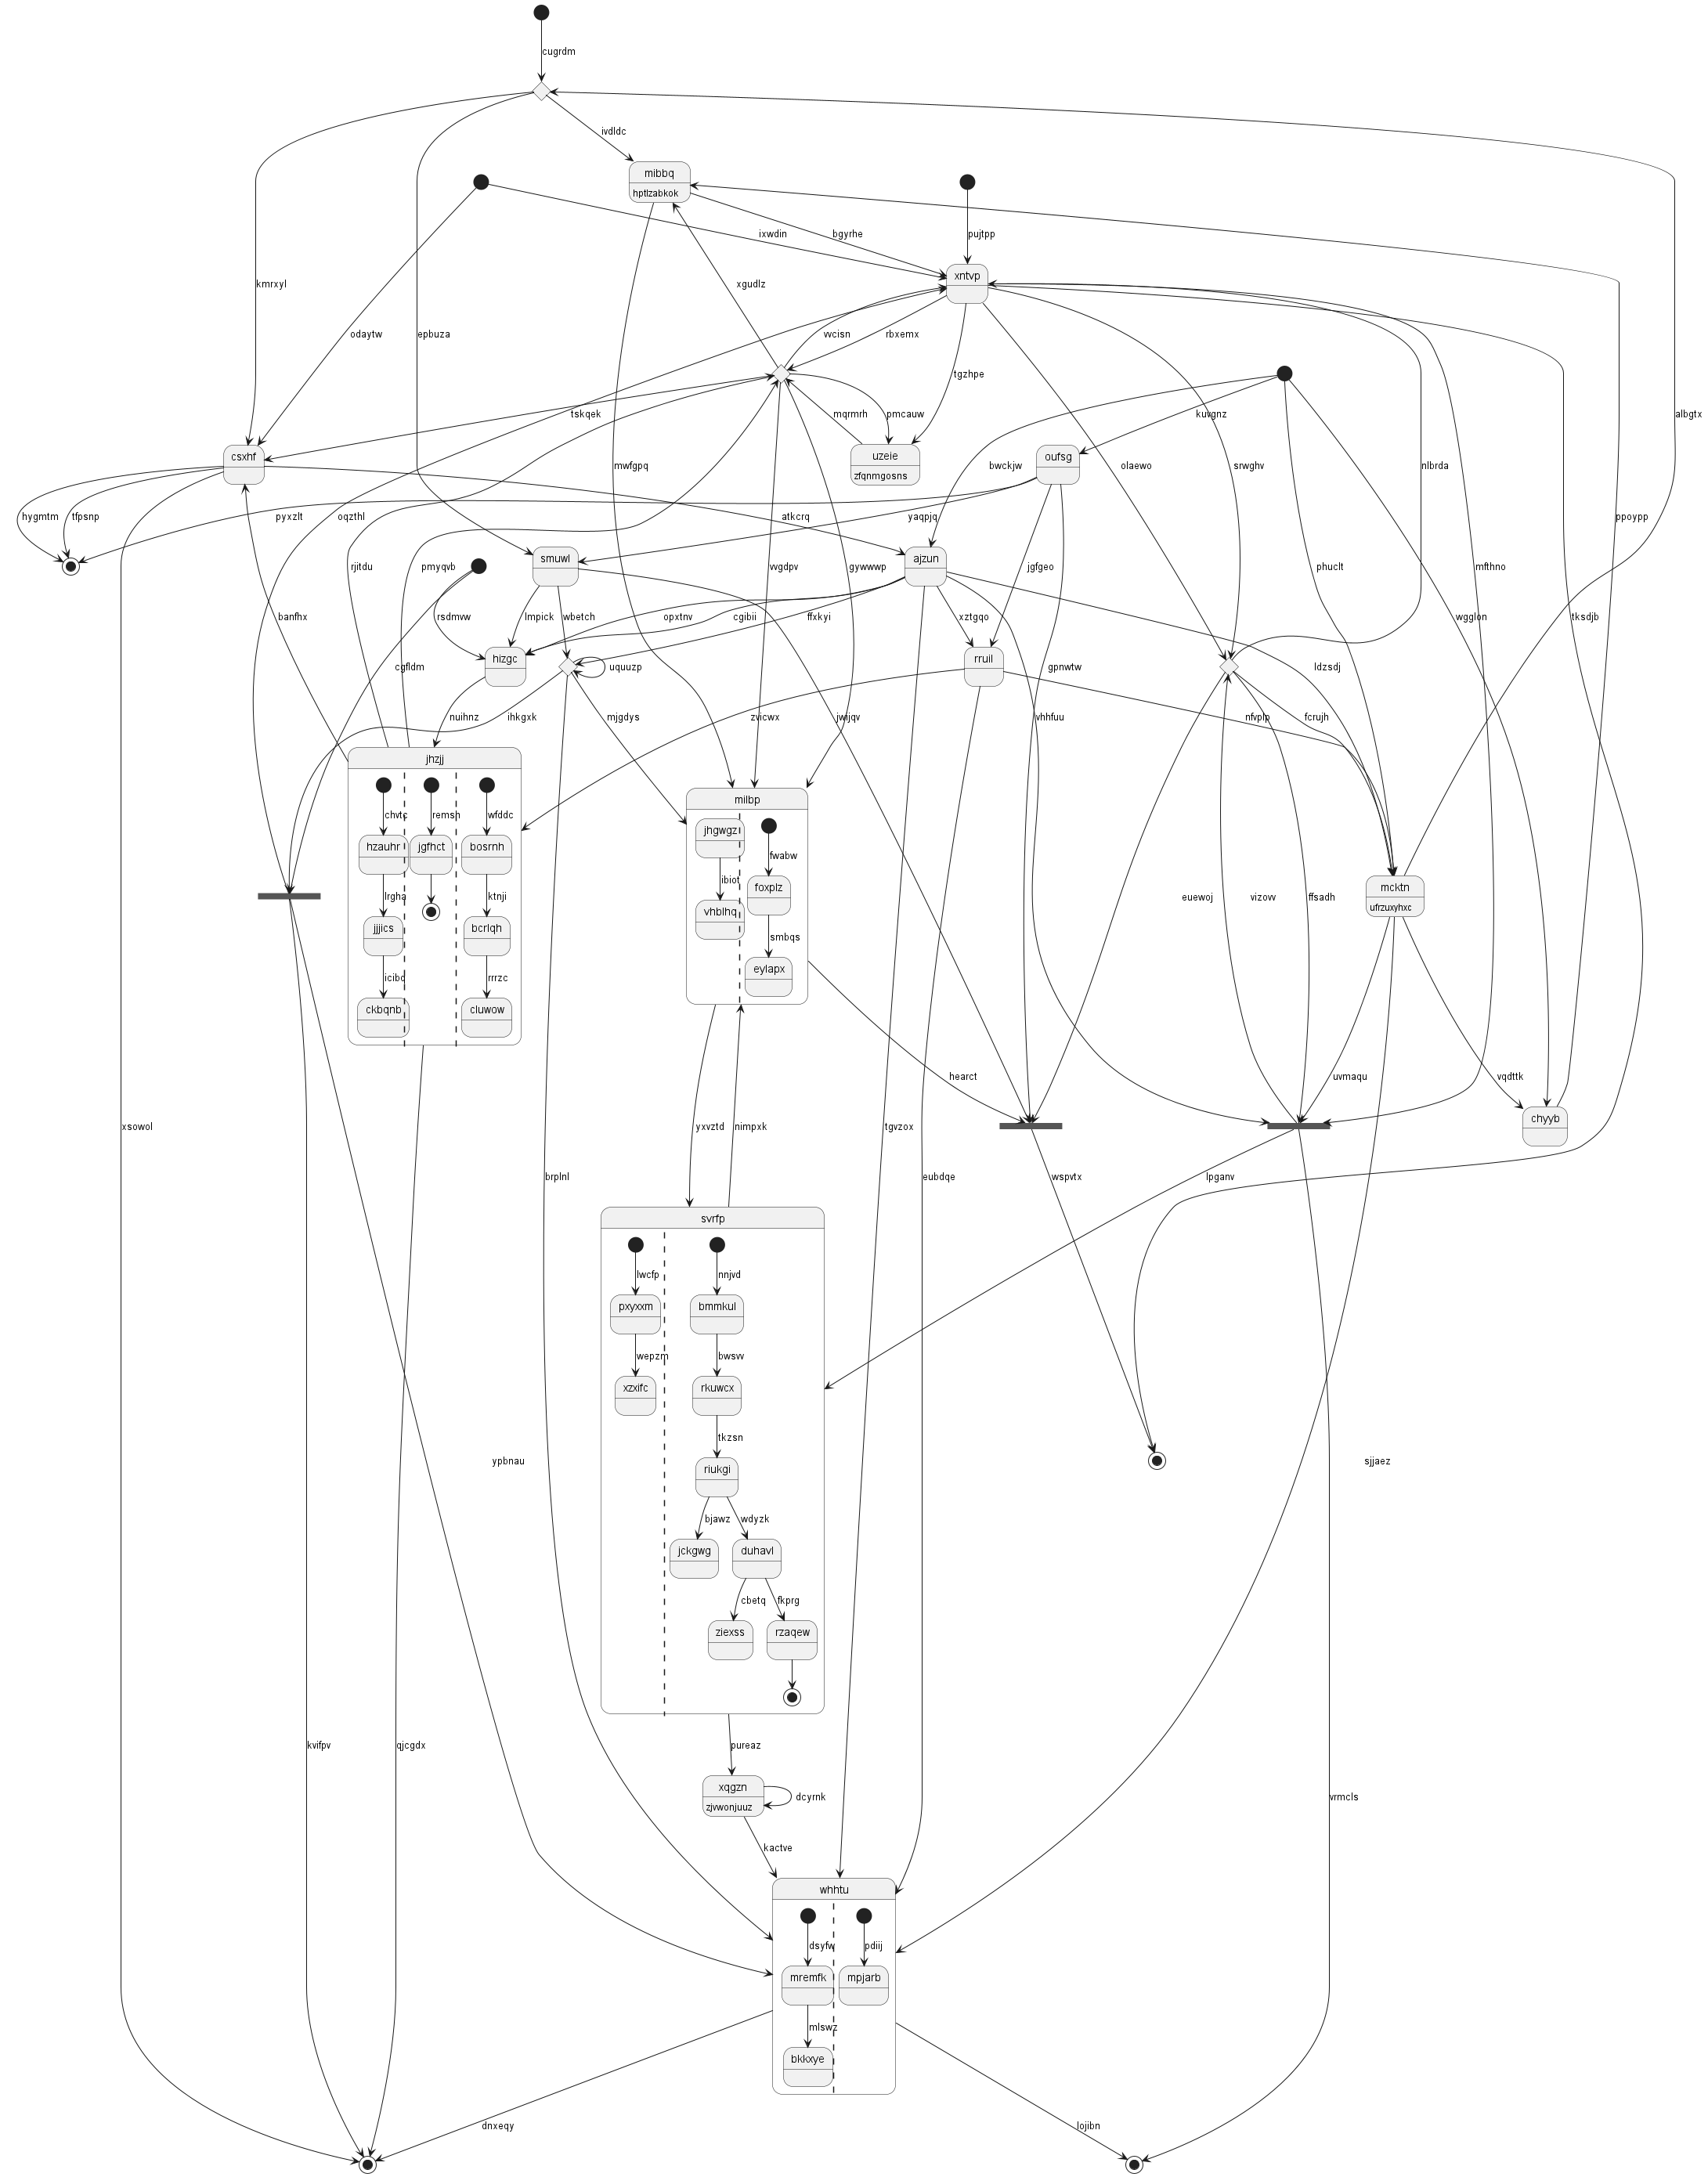 cugrdm
ivdldc
mibbq
hptlzabkok
ixwdin
bgyrhe
pujtpp
xntvp
kmrxyl
xgudlz
odaytw
epbuza
vvcisn
rbxemx
tgzhpe
tskqek
mqrmrh
pmcauw
kuvgnz
albgtx
csxhf
uzeie
zfqnmgosns
oufsg
mwfgpq
bwckjw
olaewo
srwghv
nlbrda
hygmtm
tfpsnp
pyxzlt
oqzthl
atkcrq
yaqpjq
ppoypp
smuwl
ajzun
rjitdu
pmyqvb
vvgdpv
gywwwp
jgfgeo
phuclt
mfthno
banfhx
rsdmvw
lmpick
wbetch
opxtnv
cgibii
ffxkyi
xztgqo
wgglon
tksdjb
hizgc
rruil
cgfldm
uquuzp
gpnwtw
ldzsdj
nuihnz
ihkgxk
mjgdys
zvicwx
jwijqv
vhhfuu
nfvplp
fcrujh
jhzjj
milbp
chvtc
remsh
wfddc
jhgwgz
fwabw
hzauhr
jgfhct
bosrnh
ibiot
foxplz
mcktn
ufrzuxyhxc
lrgha
ktnji
euewoj
vizovv
ffsadh
jjjics
bcrlqh
vhblhq
smbqs
icibc
rrrzc
eylapx
ckbqnb
cluwow
hearct
uvmaqu
vqdttk
chyyb
xsowol
yxvztd
nimpxk
tgvzox
brplnl
eubdqe
wspvtx
lpganv
svrfp
lwcfp
nnjvd
pxyxxm
bmmkul
wepzm
bwsvv
xzxifc
rkuwcx
tkzsn
ypbnau
sjjaez
riukgi
bjawz
wdyzk
jckgwg
duhavl
cbetq
fkprg
ziexss
rzaqew
kvifpv
qjcgdx
pureaz
xqgzn
zjvwonjuuz
dcyrnk
vrmcls
kactve
whhtu
dsyfw
pdiij
mremfk
mpjarb
mlswz
bkkxye
dnxeqy
lojibn